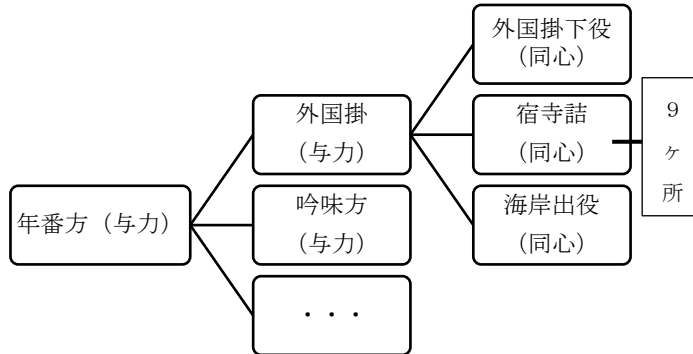 年番方（与力）
外国掛
（与力）
吟味方
（与力）
・・・
外国掛下役
（同心）
宿寺詰
（同心）
海岸出役
（同心）
９
ヶ
所